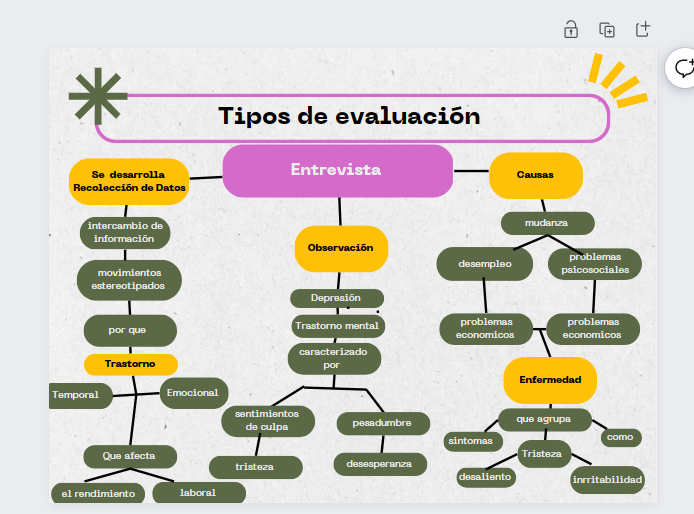 Tipos de evaluación
Entrevista
Se desarrolla
Recolección de Datos
intercambio de
información
movimientos
estereotipados
por que
Trastorno
Temporal
Emocional
Que afecta
el rendimiento
laboral
Observación
Depresión
Trastorno mental
caracterizado
por
sentimientos
de culpa
tristeza
pesadumbre
desesperanza
Causas
mudanza
desempleo
problemas
psicosociales
problemas
economicos
problemas
economicos
Enfermedad
que agrupa
sintomas
como
Tristeza
desaliento
inrritabilidad